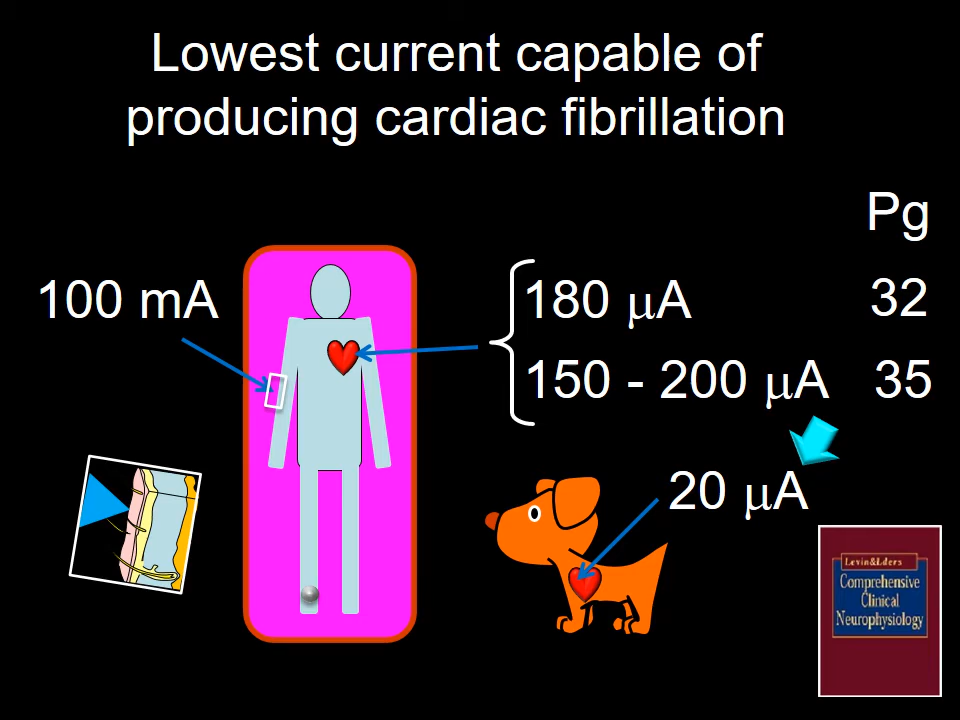 Lowest current capable of
producing cardiac fibrillation
Pg
100 mA
180 μA
32
150 - 200 μA
35
20 μA
Levin&Lders
Comprehensive
Clinical
Neurophysiology